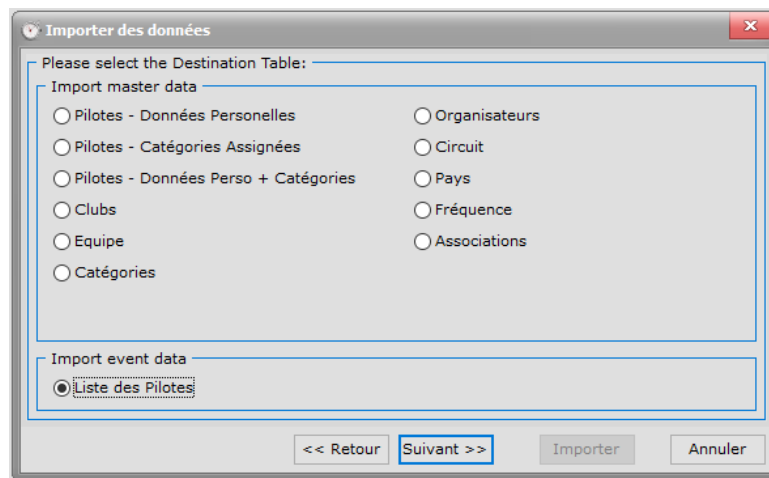 Importer des données
Please select the Destination Table:
Import master data
Pilotes - Données Personelles
Pilotes - Catégories Assignées
Pilotes - Données Perso + Catégories
Clubs
Equipe
Catégories
Organisateurs
Circuit
Pays
Fréquence
Associations
Import event data
Liste des Pilotes
<< Retour Suivant >> Importer Annuler